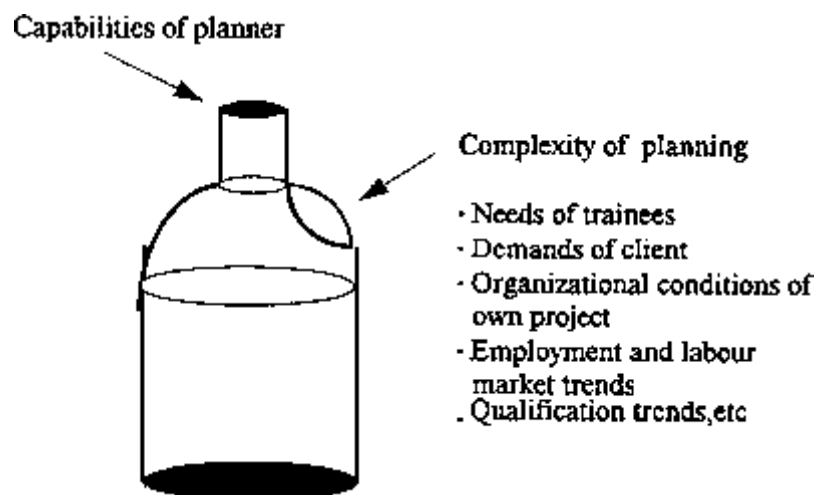 Capabilities of planner
Complexity of planning
· Needs of trainees
· Demands of client
· Organizational conditions of
own project
· Employment and labour
market trends
. Qualification trends,etc